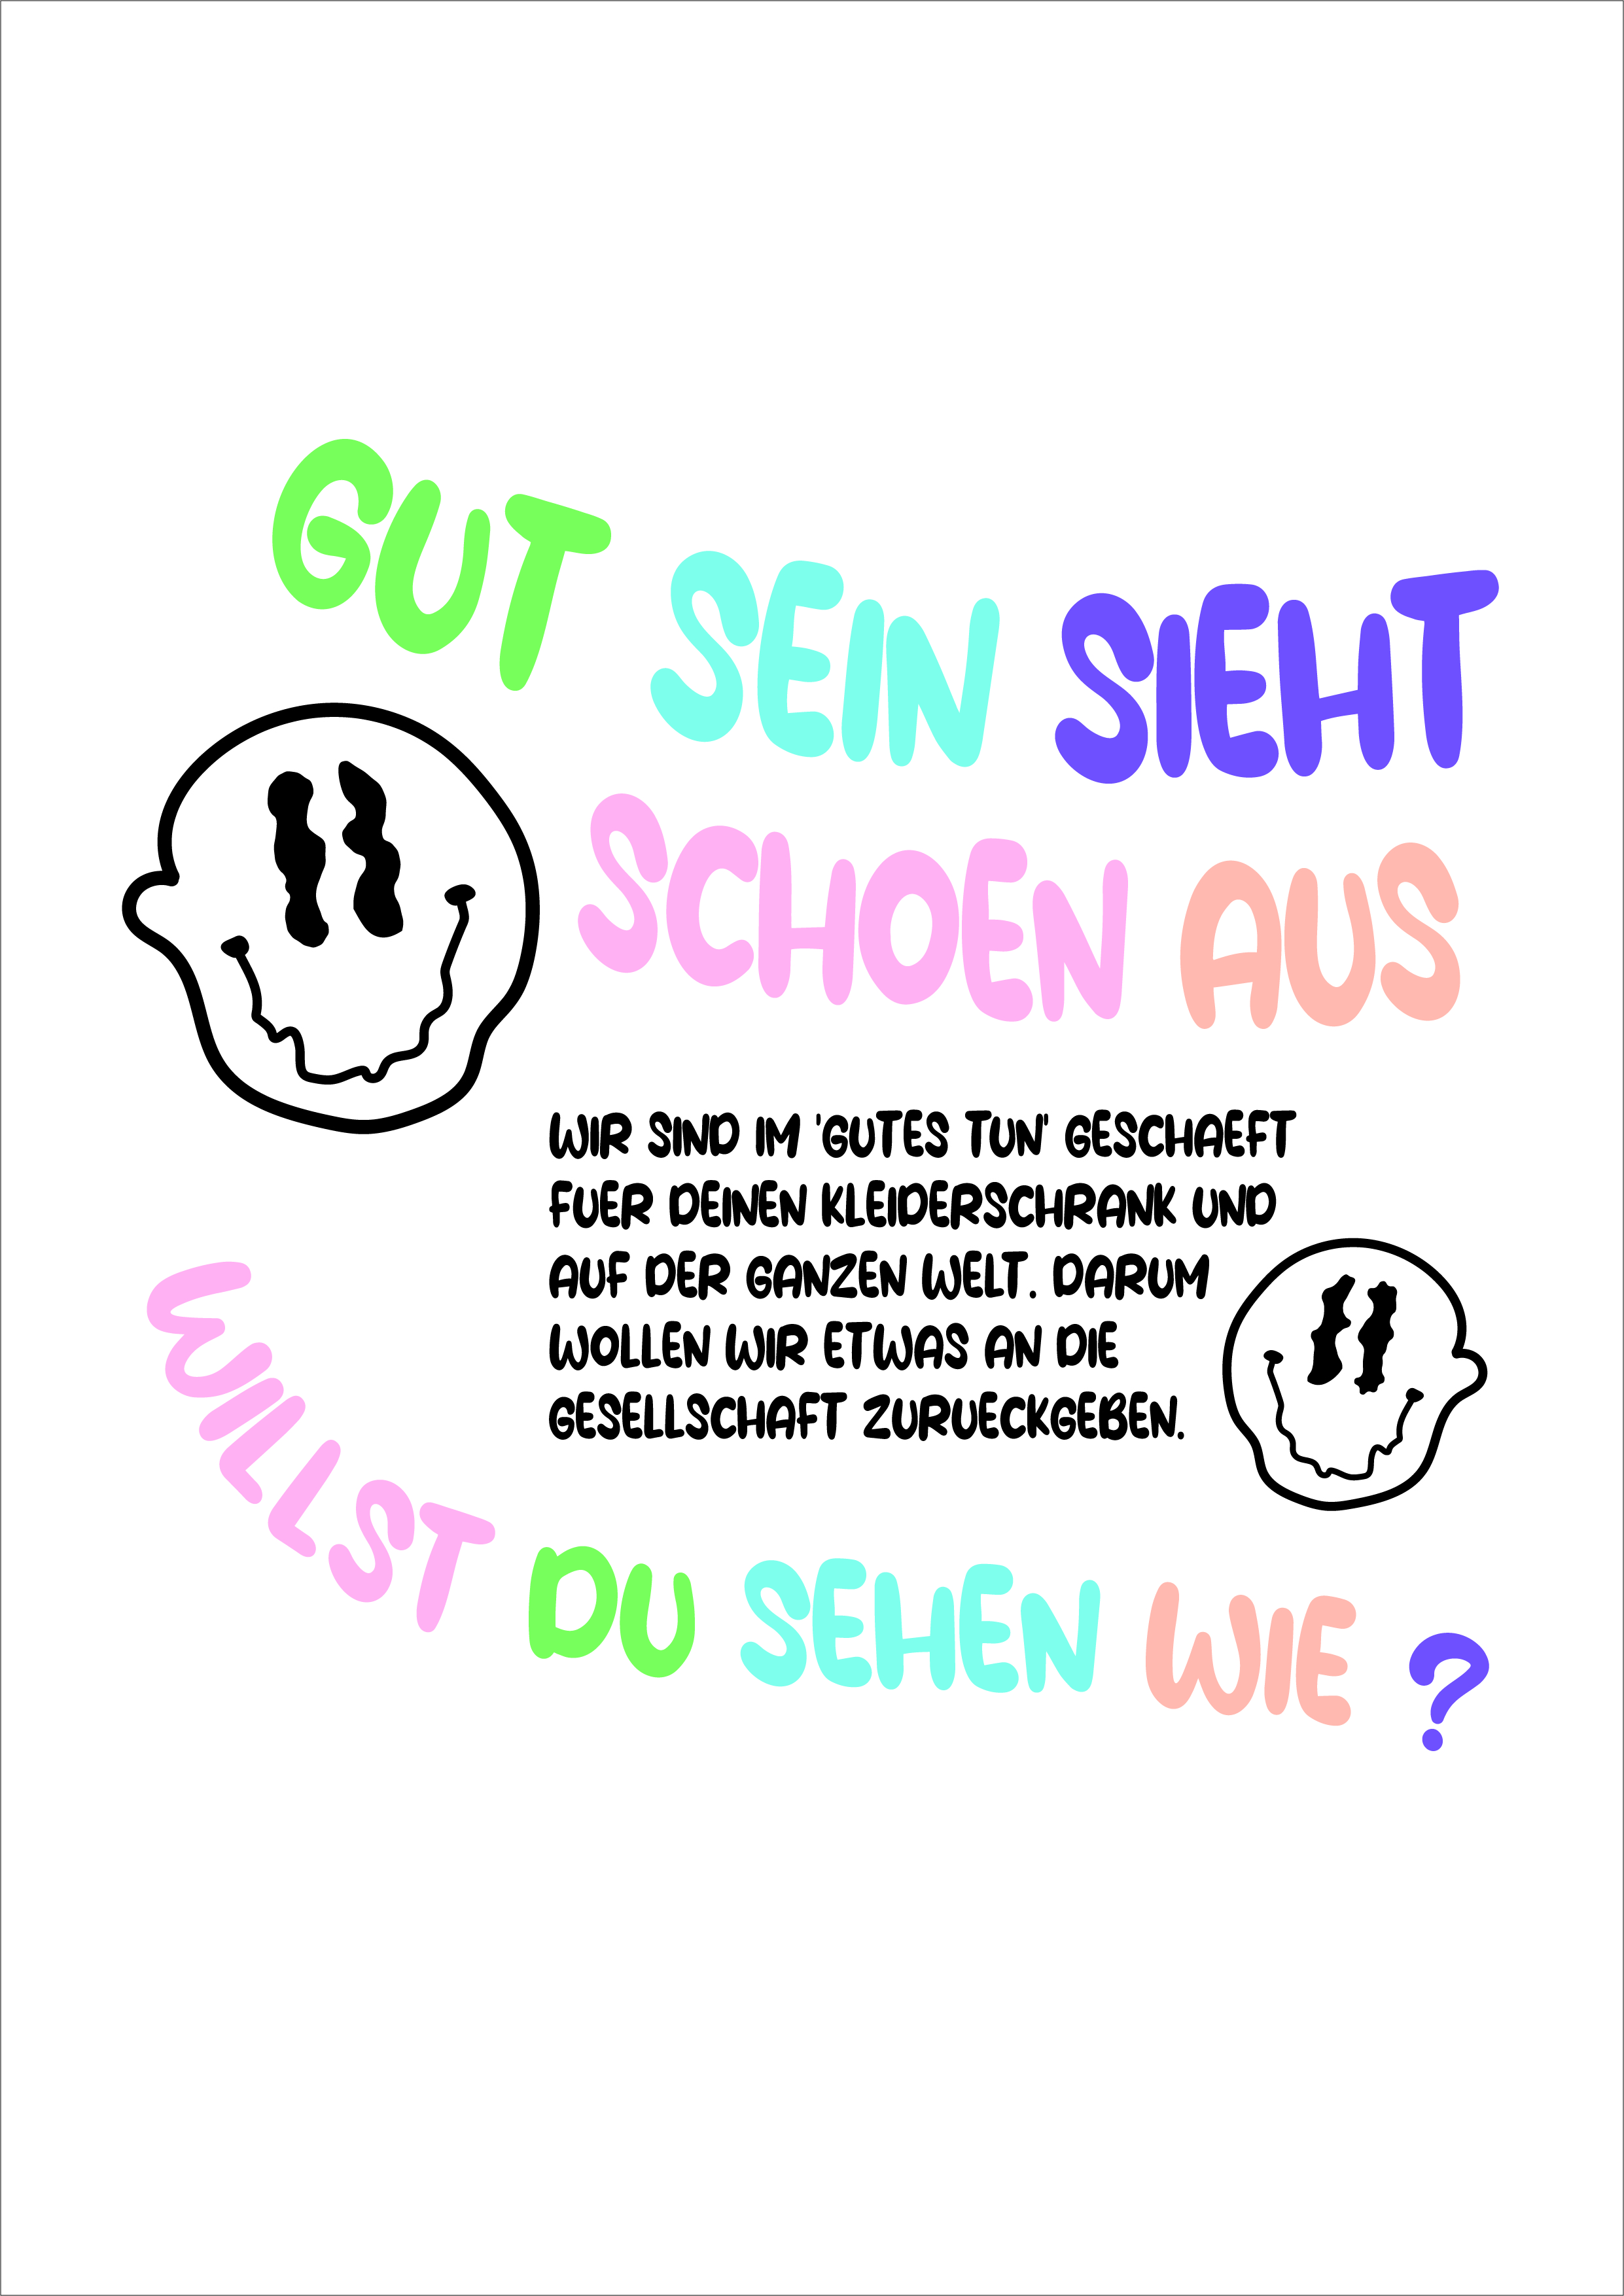 GUT SEIN SIEHT
SCHOEN AUS
WIR SIND IM 'GUTES TUN' GESCHAEFT
FUER DEINEN KLEIDERSCHRANK UND
AUF DER GANZEN WELT. DARUM
WOLLEN WIR ETWAS AN DIE
GESELLSCHAFT ZURUECKGEBEN.
WILLST DU SEHEN WIE ?